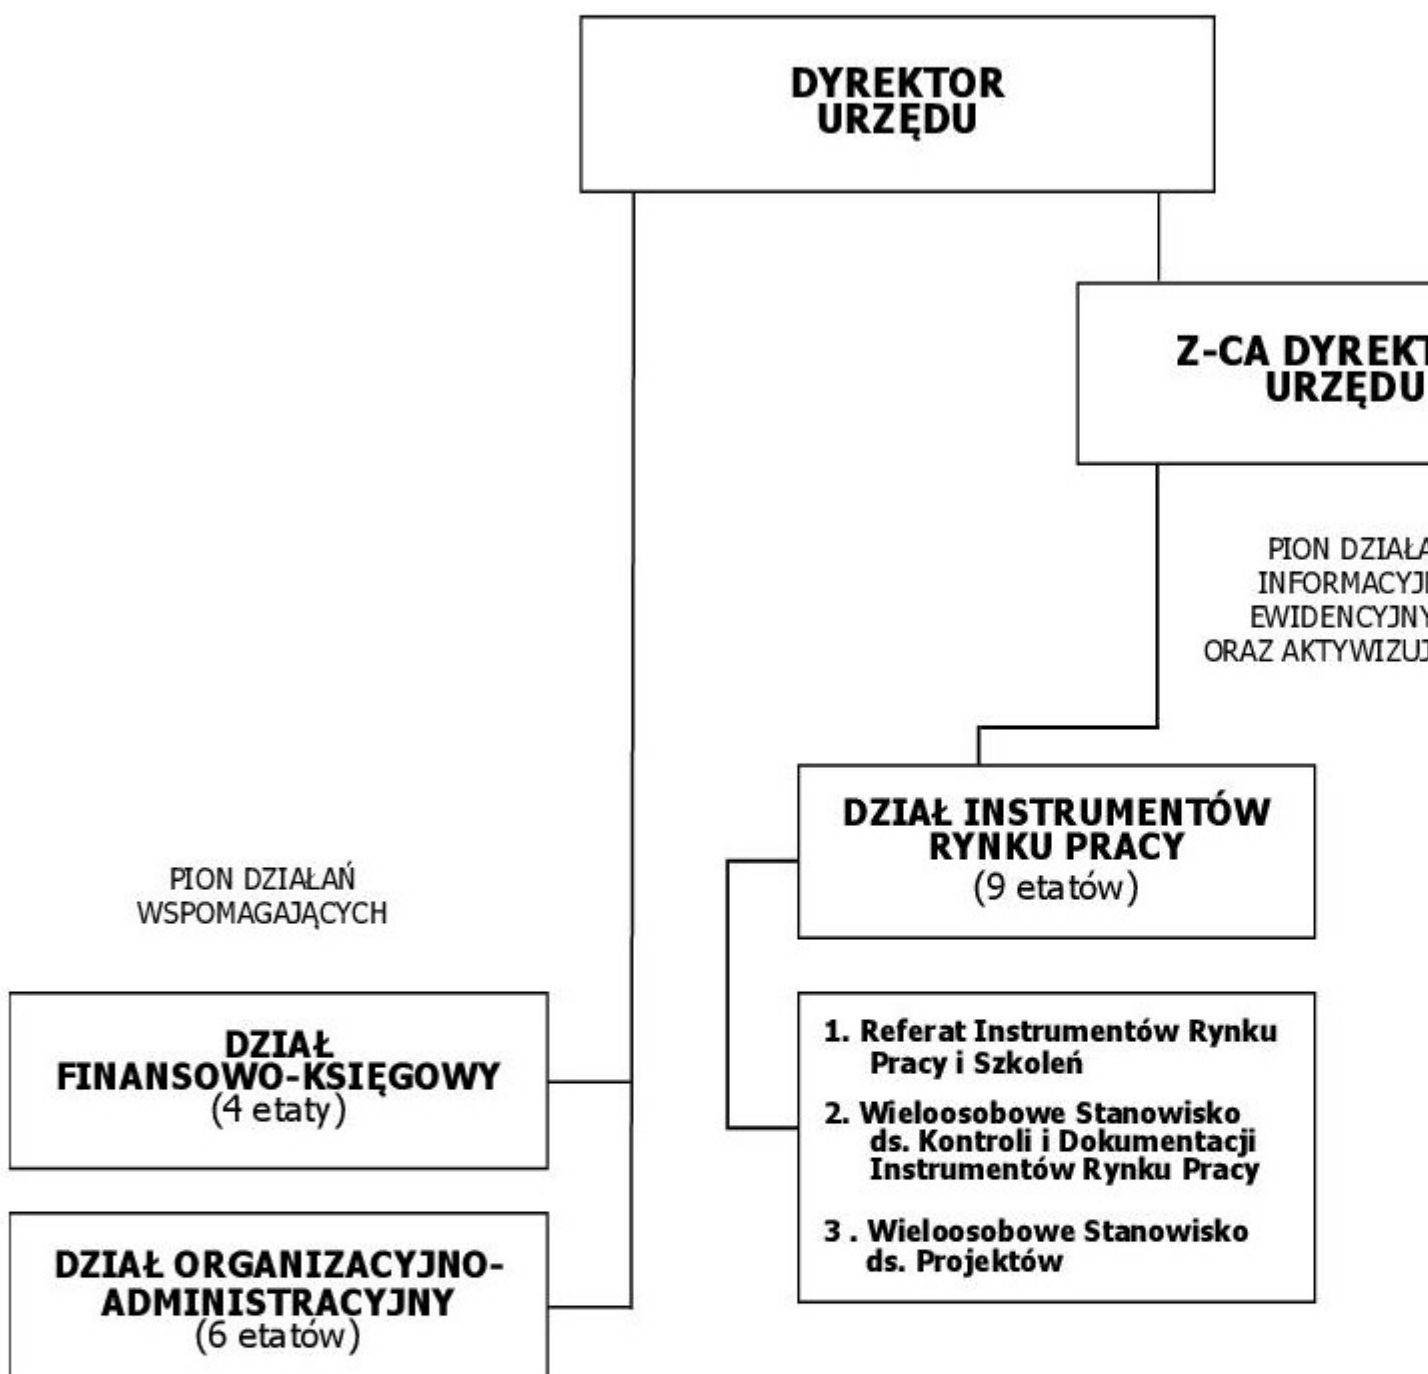 DYREKTOR
URZĘDU
Z-CA DYREKT
URZĘDU
PION DZIAŁA
INFORMACYJ
EWIDENCYJNY
ORAZ AKTYWIZUJ
DZIAŁ INSTRUMENTÓW
RYNKU PRACY
(9 etatów)
1. Referat Instrumentów Rynku
Pracy i Szkoleń
2. Wieloosobowe Stanowisko
ds. Kontroli i Dokumentacji
Instrumentów Rynku Pracy
3 . Wieloosobowe Stanowisko
ds. Projektów
PION DZIAŁAŃ
WSPOMAGAJĄCYCH
DZIAŁ
FINANSOWO-KSIĘGOWY
(4 etaty)
DZIAŁ ORGANIZACYJNO-
ADMINISTRACYJNY
(6 etatów)